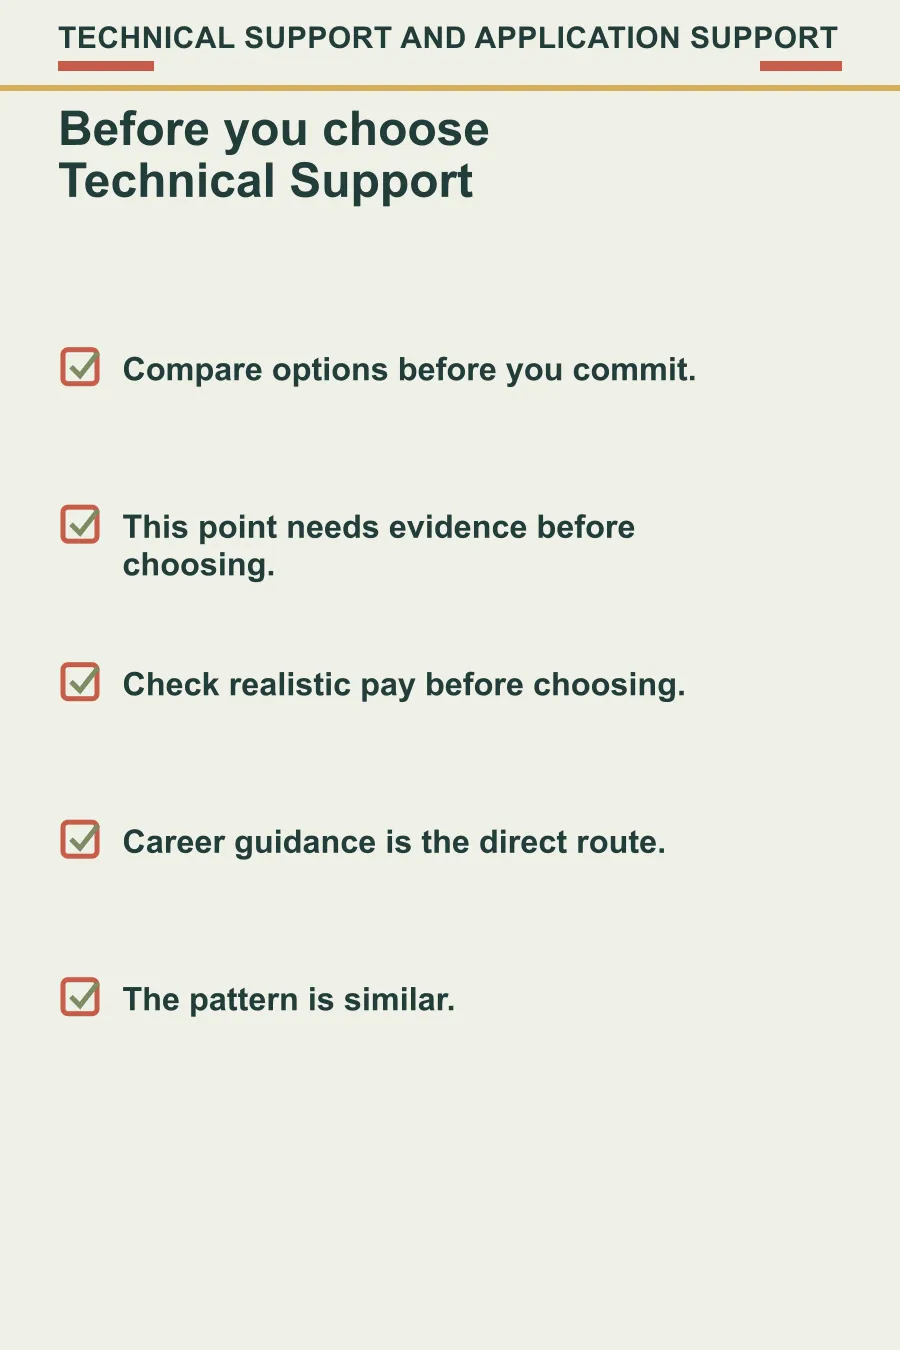 TECHNICAL SUPPORT AND APPLICATION SUPPORT
Before you choose
Technical Support
Compare options before you commit.
This point needs evidence before
choosing.
Check realistic pay before choosing.
Career guidance is the direct route.
The pattern is similar.